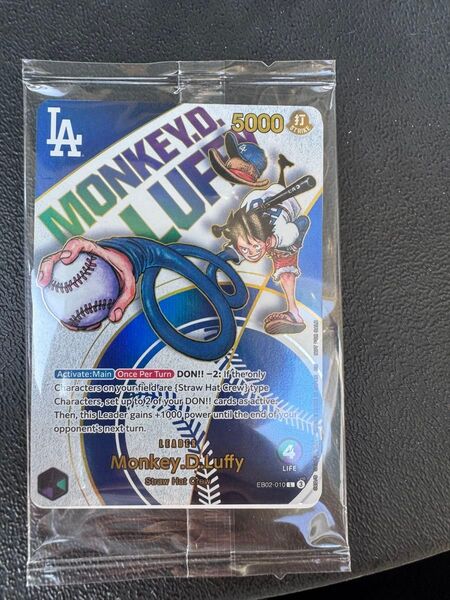 LA
MONKEY.D.
LUFFY
5000
打
STRIKE
Activate:Main Once Per Turn DON!! −2: If the only
Characters on your field are {Straw Hat Crew} type
Characters, set up to 2 of your DON!! cards as active.
Then, this Leader gains +1000 power until the end of your
opponent's next turn.
LEADER
Monkey.D.Luffy
Straw Hat Crew
4
LIFE
EB02-010 L 3